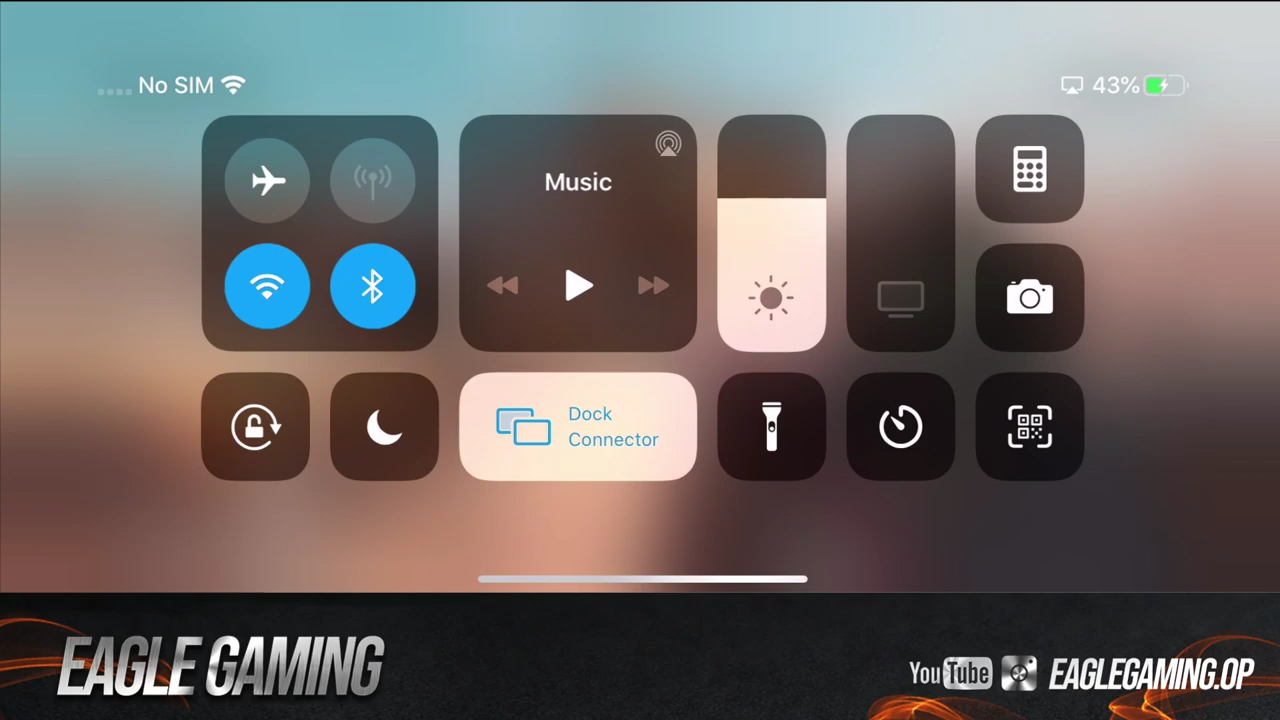 No SIM
43%
Music
Dock
Connector
EAGLE GAMING
YouTube
EAGLEGAMING.OP